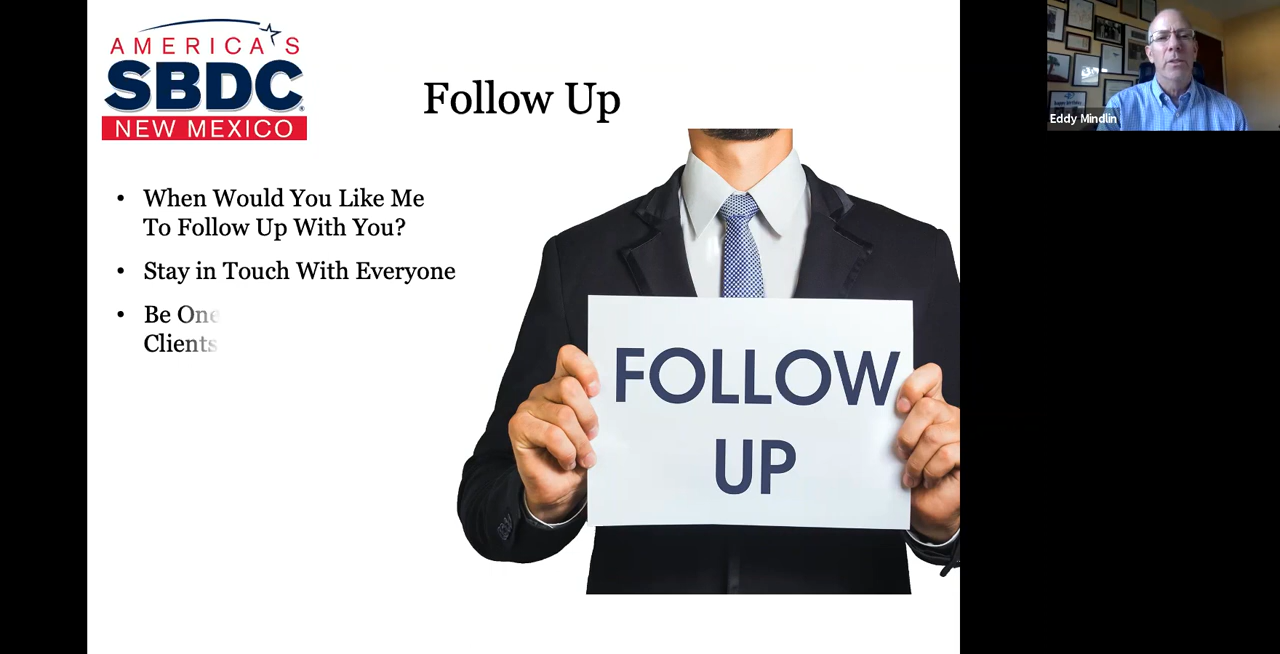 AMERICA'S
SBDC
NEW MEXICO
Follow Up
• When Would You Like Me
To Follow Up With You?
• Stay in Touch With Everyone
• Be One
Clients
FOLLOW
UP
Eddy Mindlin